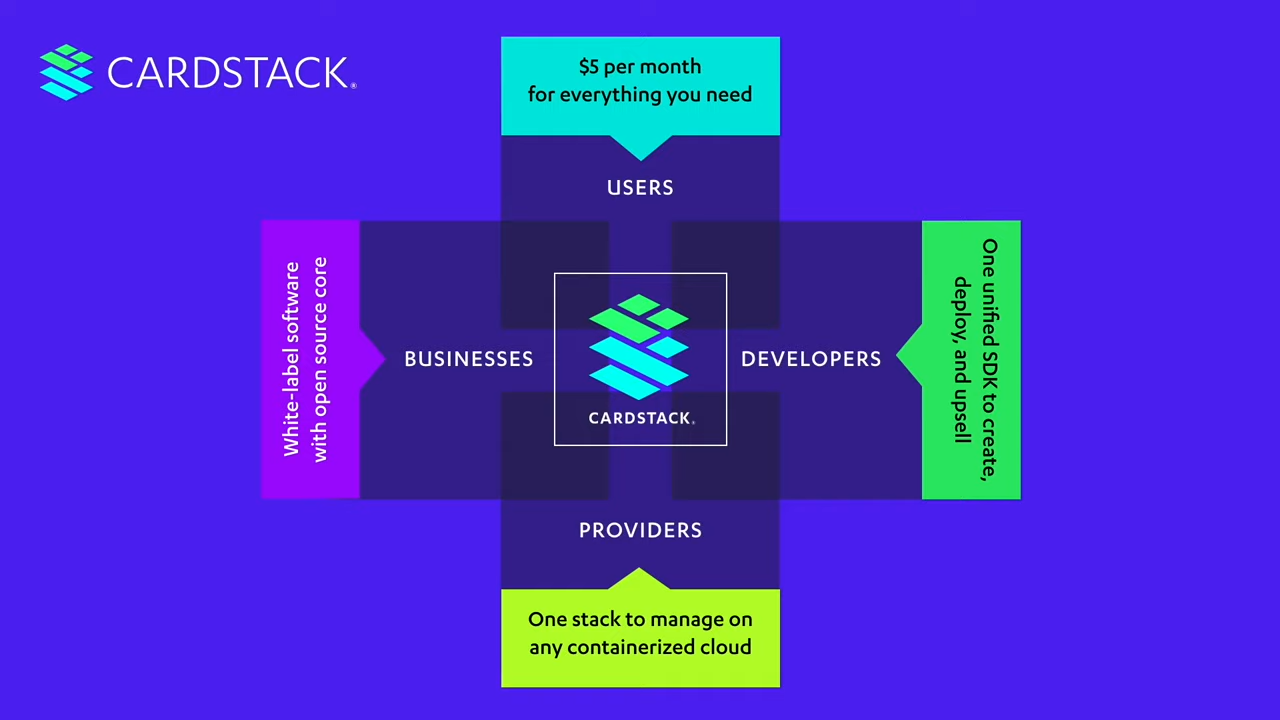 CARDSTACK®
$5 per month
for everything you need
USERS
White-label software
with open source core
BUSINESSES
CARDSTACK®
DEVELOPERS
One unified SDK to create,
deploy, and upsell
PROVIDERS
One stack to manage on
any containerized cloud